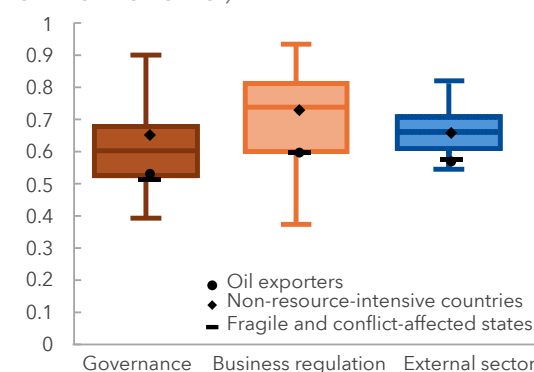 1
0.9
0.8
0.7
0.6
0.5
0.4
0.3
0.2
0.1
0
Oil exporters
Non-resource-intensive countries
Fragile and conflict-affected states
Governance Business regulation External sector